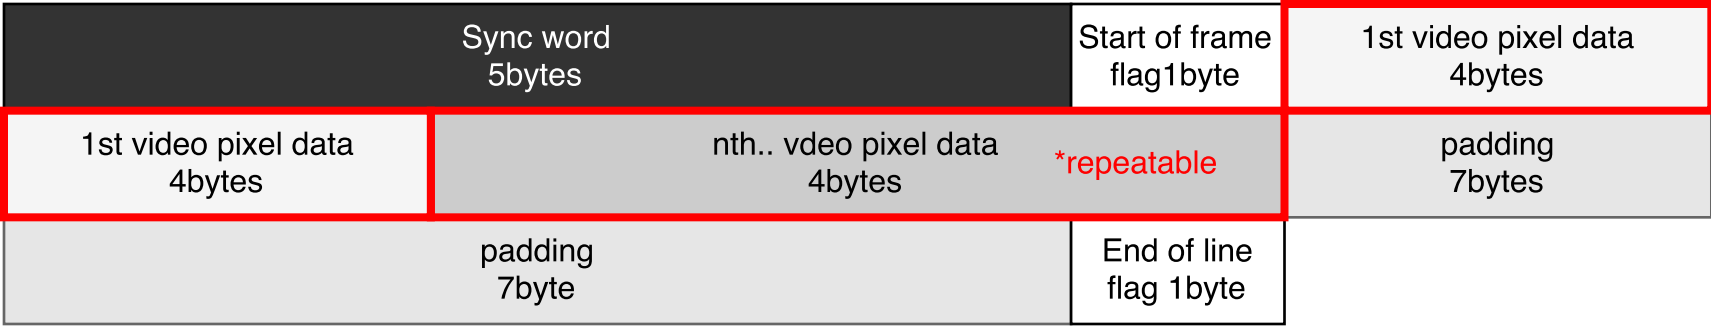 Sync word
5bytes
Start of frame
flag1byte
1st video pixel data
4bytes
1st video pixel data
4bytes
nth.. vdeo pixel data
4bytes
*repeatable
padding
7bytes
padding
7byte
End of line
flag 1byte